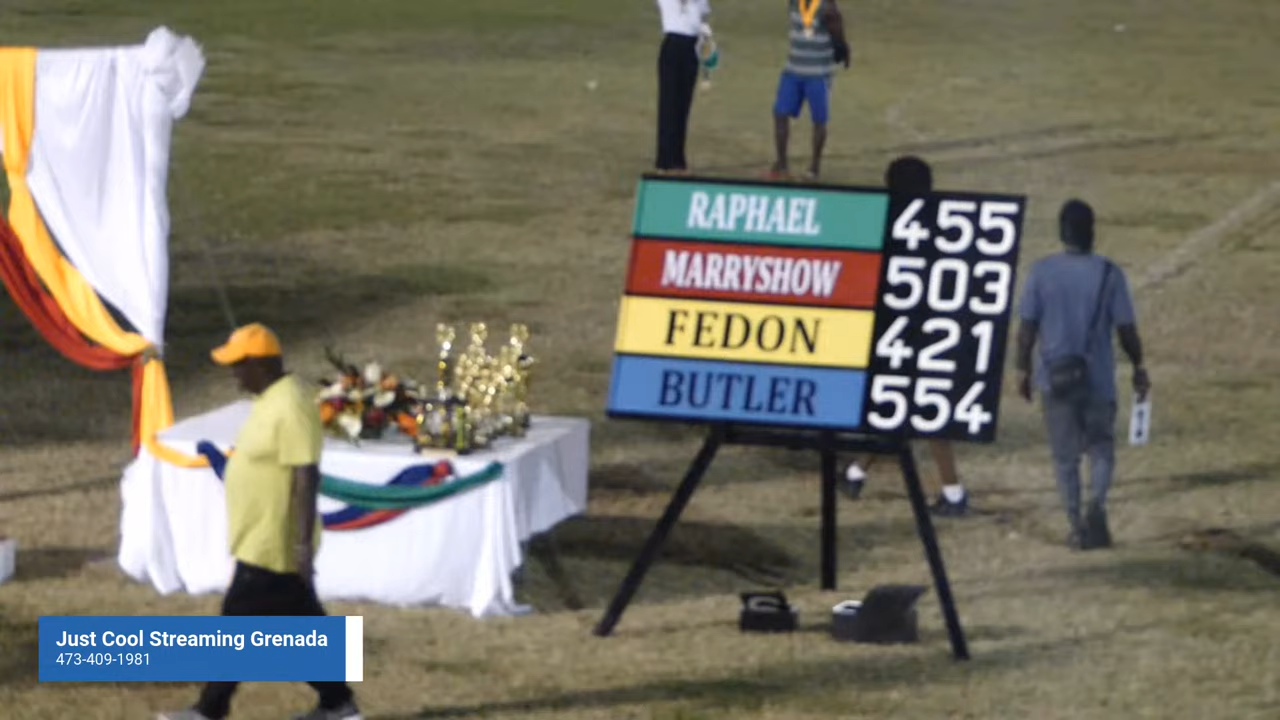 RAPHAEL 455
MARRYSHOW 503
FEDON 421
BUTLER 554
Just Cool Streaming Grenada
473-409-1981